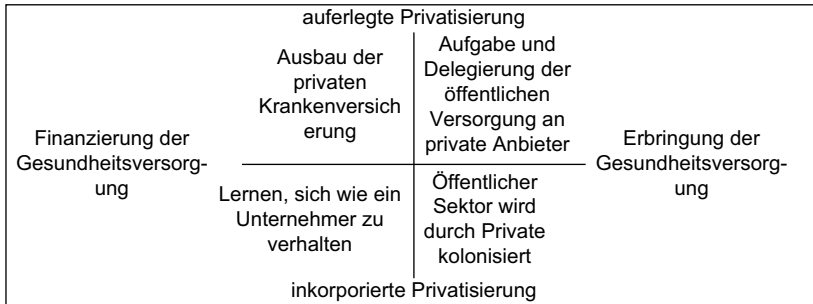 auferlegte Privatisierung
Ausbau der
privaten
Krankenversich
erung
Aufgabe und
Delegierung der
öffentlichen
Versorgung an
private Anbieter
Finanzierung der
Gesundheitsversorg-
ung
Erbringung der
Gesundheitsversorg-
ung
Lernen, sich wie ein
Unternehmer zu
verhalten
Öffentlicher
Sektor wird
durch Private
kolonisiert
inkorporierte Privatisierung